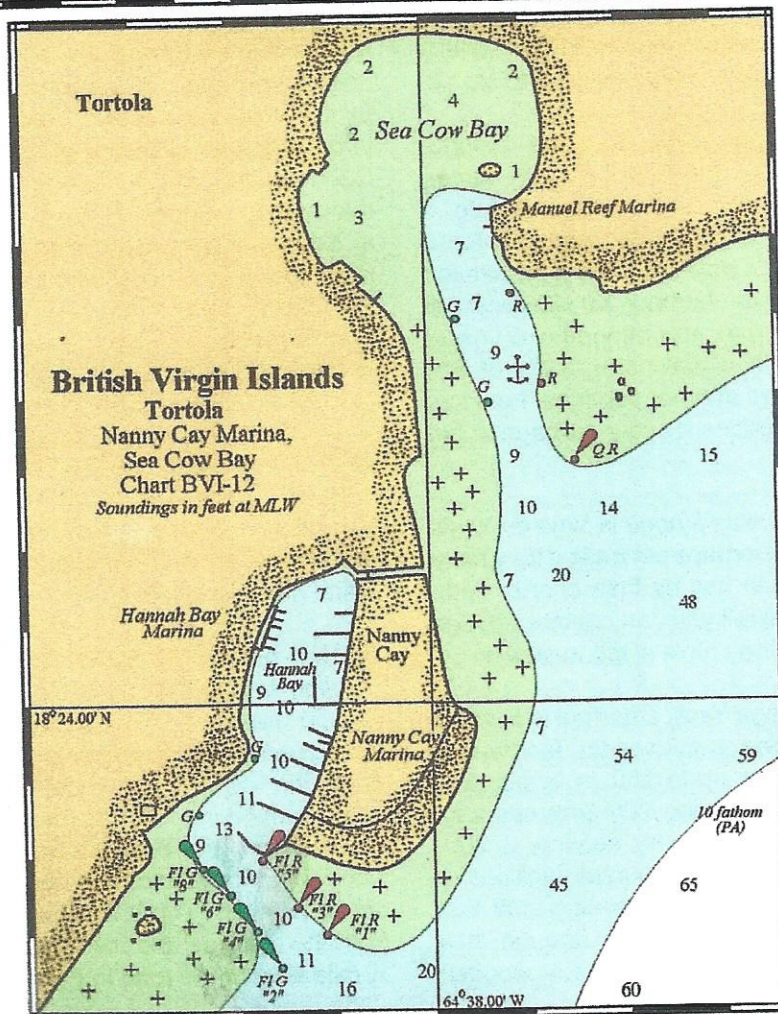 Tortola
2
2
4
2
Sea Cow Bay
1
1
3
Manuel Reef Marina
7
7
R
G
British Virgin Islands
Tortola
Nanny Cay Marina,
Sea Cow Bay
Chart BVI-12
Soundings in feet at MLW
9
R
G
Q R
9
15
10
14
7
20
48
Hannah Bay
Marina
7
10
7
Hannah
Bay
9
10
Nanny
Cay
18°24.00' N
Nanny Cay
Marina
7
G
10
54
59
11
10 fathom
(PA)
G
13
9
Fl R
"5"
Fl G
"8"
10
45
65
Fl G
"6"
10
Fl R
"3"
Fl R
"1"
Fl G
"4"
Fl G
"2"
11
16
20
64°38.00' W
60